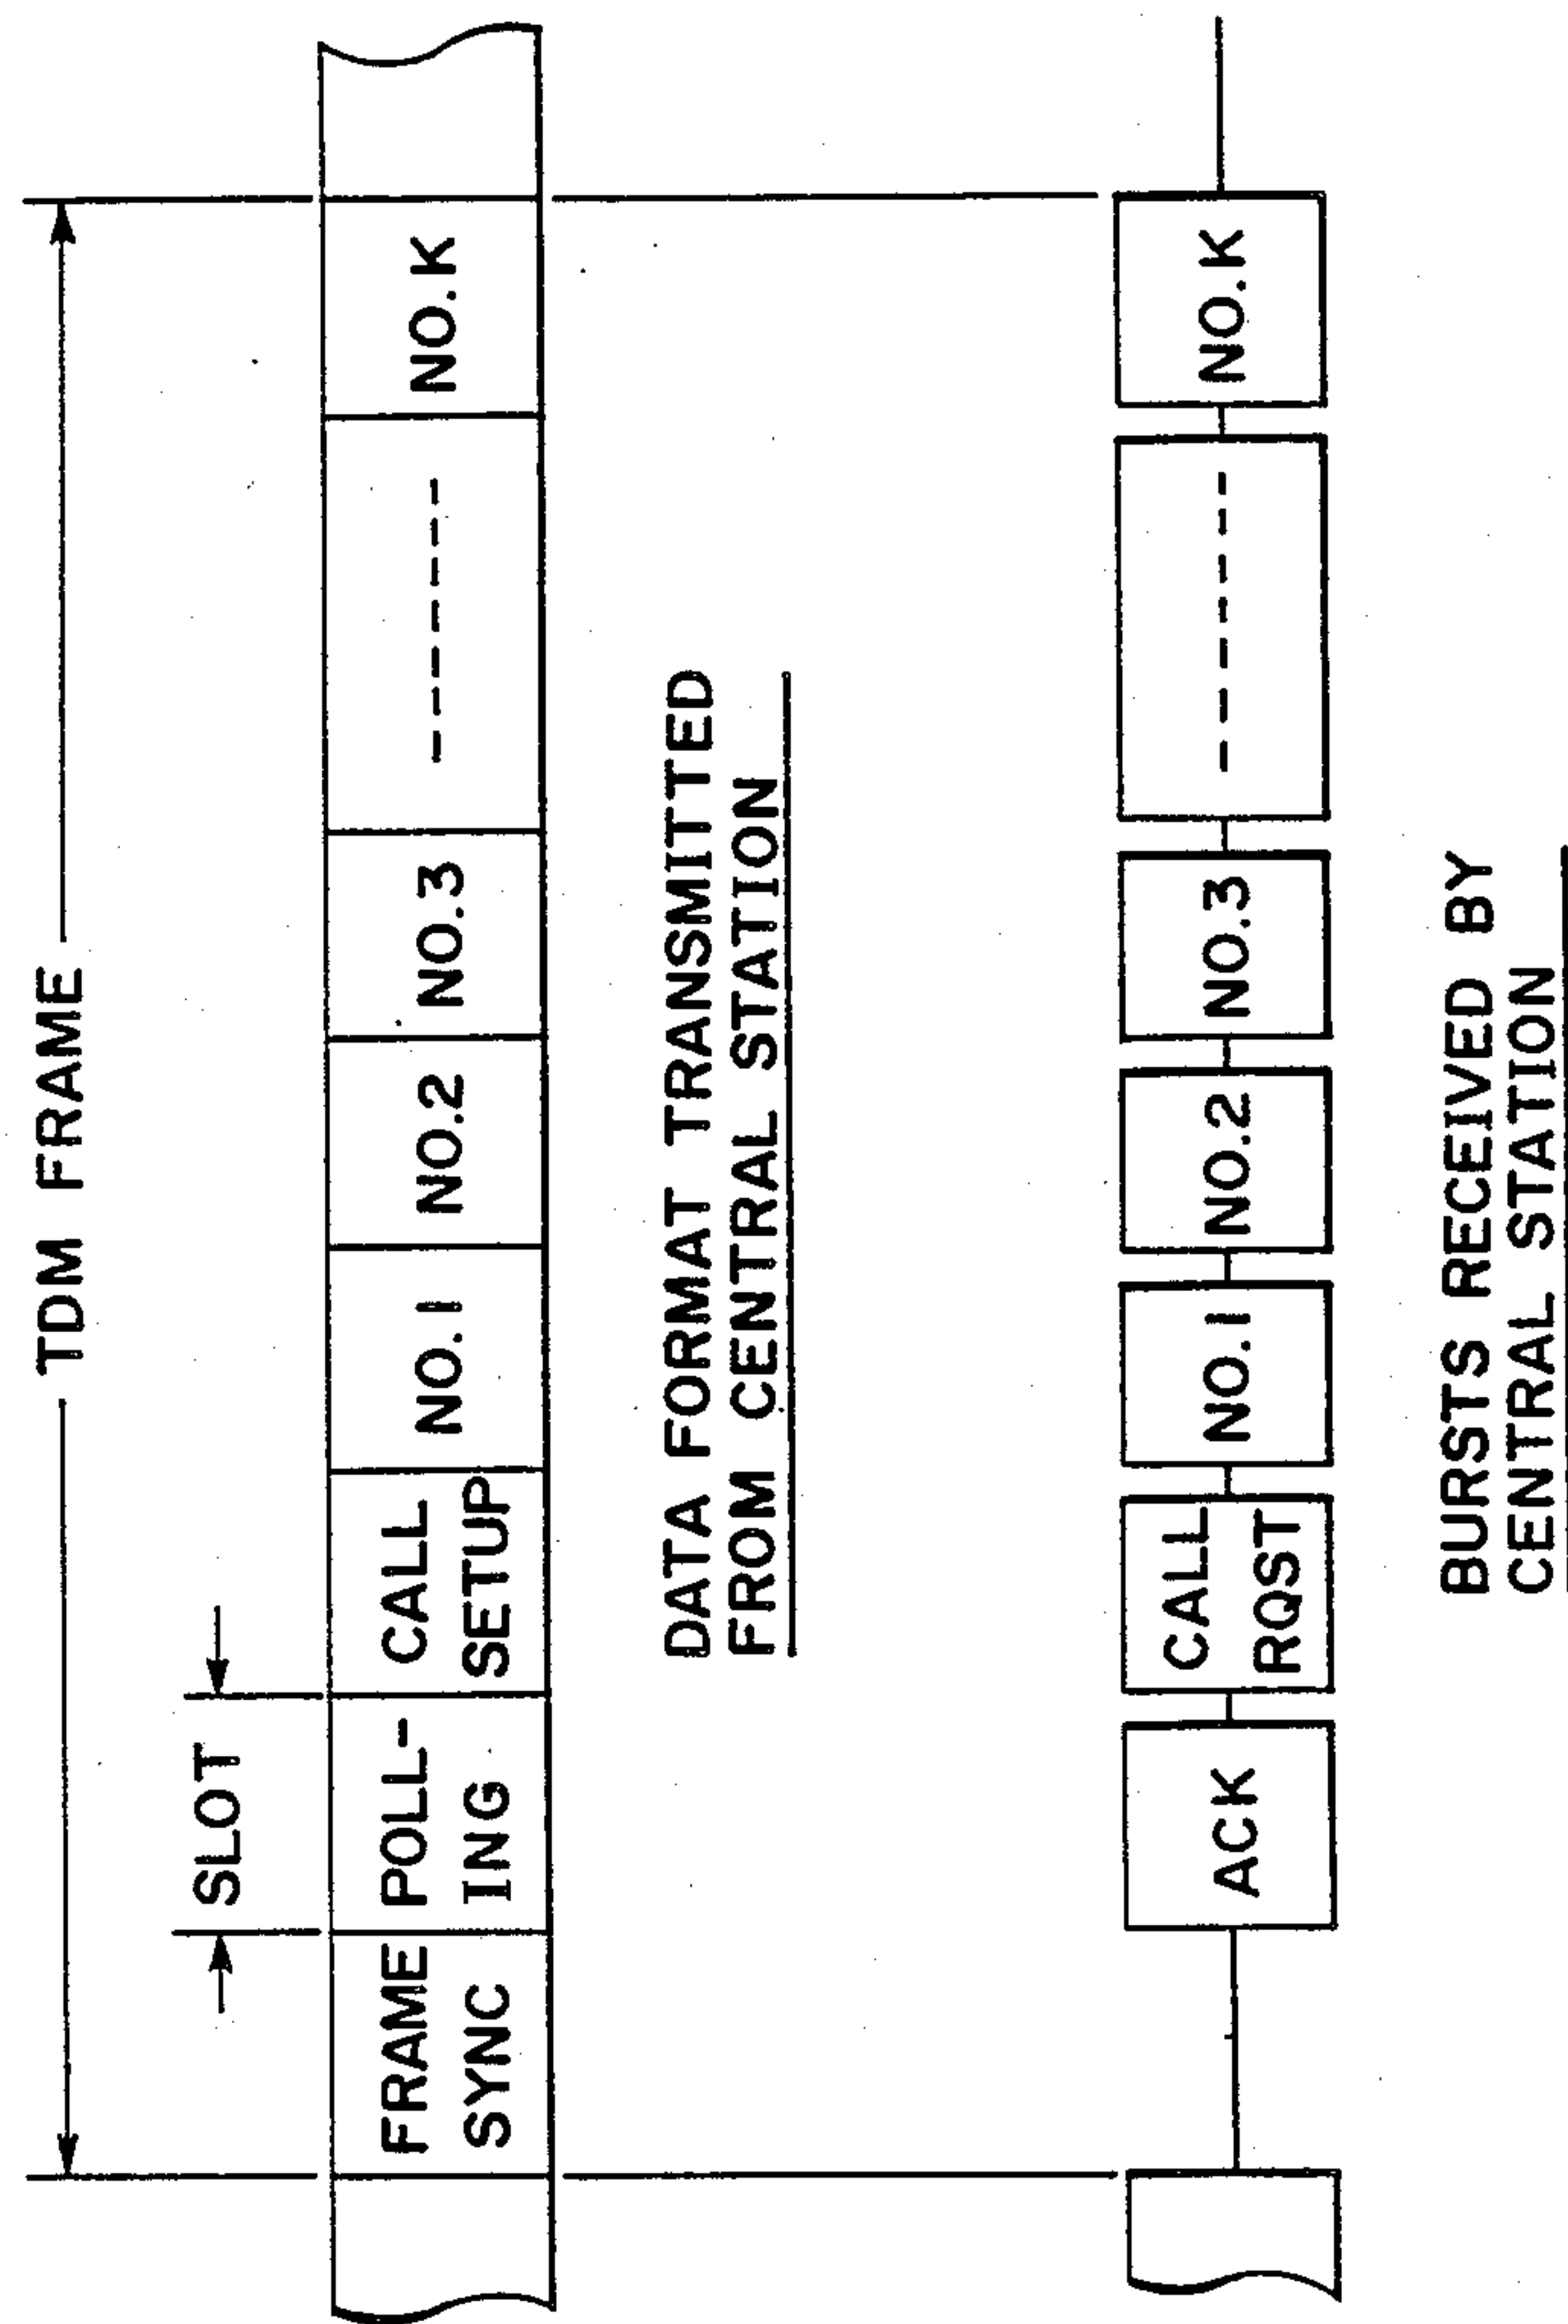 TDM FRAME
SLOT
FRAME
SYNC
POLL-
ING
CALL
SETUP
NO.1
NO.2
NO.3
NO.K
DATA FORMAT TRANSMITTED
FROM CENTRAL STATION
ACK
CALL
RQST
NO.1
NO.2
NO.3
NO.K
BURSTS RECEIVED BY
CENTRAL STATION